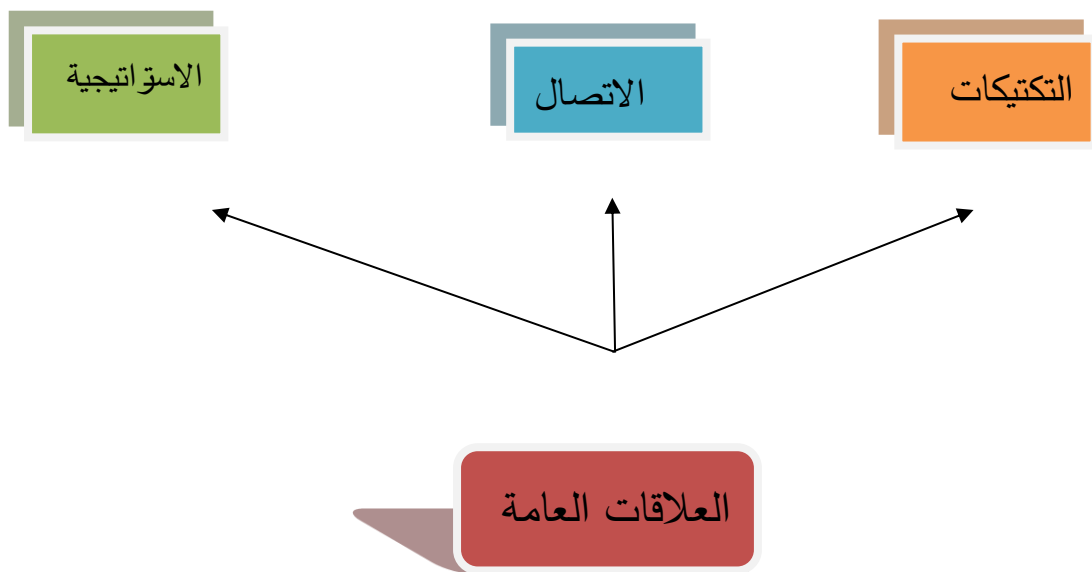 التكتيكات
الاتصال
الاستراتيجية
العلاقات العامة